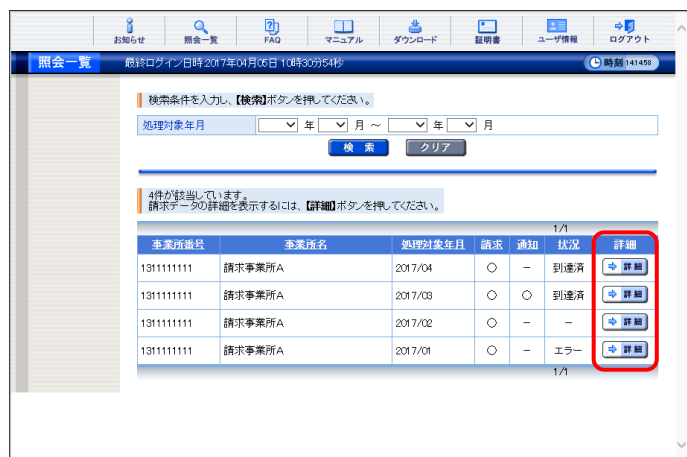 お知らせ 照会一覧 FAQ マニュアル ダウンロード 証明書 ユーザ情報 ログアウト
照会一覧 最終ログイン日時:2017年04月05日 10時30分54秒 時刻 141458
検索条件を入力し、【検索】ボタンを押してください。
処理対象年月 年 月 ～ 年 月
検 索 クリア
4件が該当しています。
請求データの詳細を表示するには、【詳細】ボタンを押してください。
1/1
事業所番号 事業所名 処理対象年月 請求 通知 状況 詳細
1311111111 請求事業所A 2017/04 ○ － 到達済 詳細
1311111111 請求事業所A 2017/03 ○ ○ 到達済 詳細
1311111111 請求事業所A 2017/02 ○ － － 詳細
1311111111 請求事業所A 2017/01 ○ － エラー 詳細
1/1